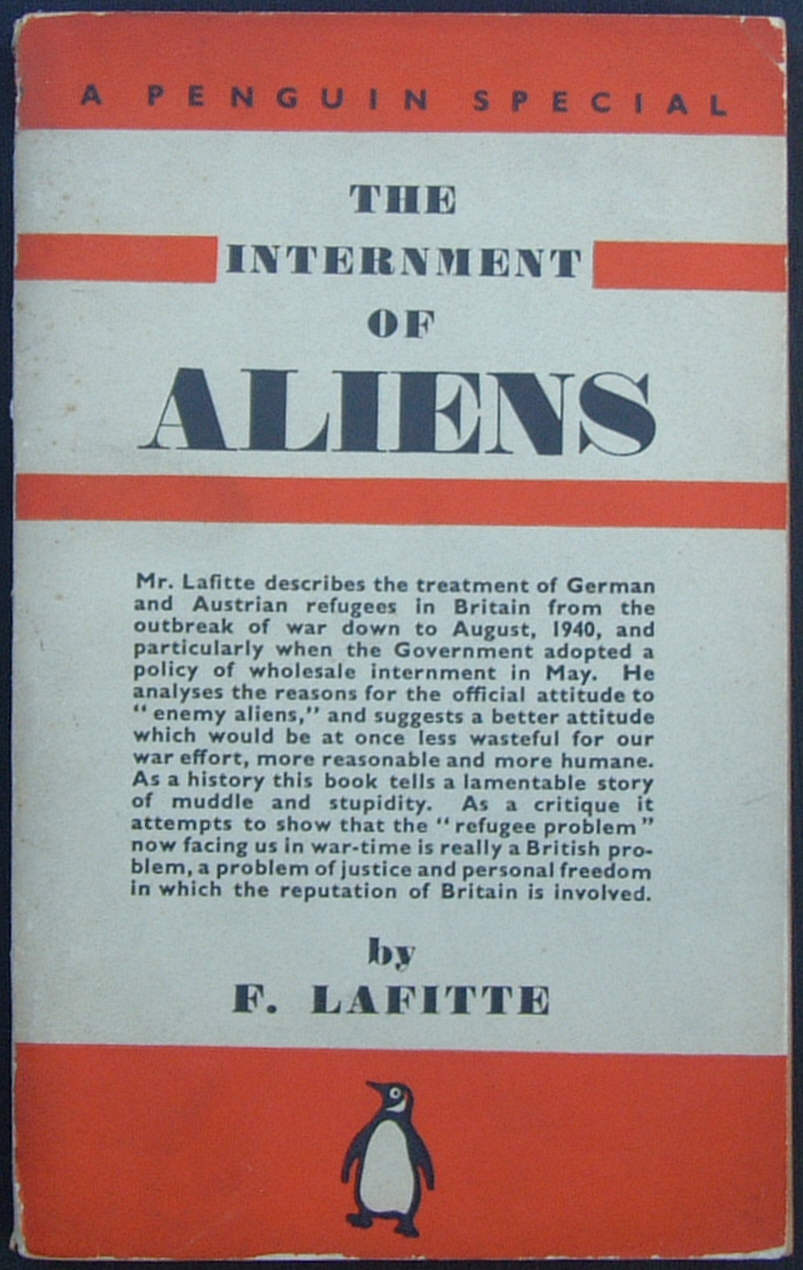 A PENGUIN SPECIAL
THE
INTERNMENT
OF
ALIENS
Mr. Lafitte describes the treatment of German
and Austrian refugees in Britain from the
outbreak of war down to August, 1940, and
particularly when the Government adopted a
policy of wholesale internment in May. He
analyses the reasons for the official attitude to
"enemy aliens," and suggests a better attitude
which would be at once less wasteful for our
war effort, more reasonable and more humane.
As a history this book tells a lamentable story
of muddle and stupidity. As a critique it
attempts to show that the "refugee problem"
now facing us in war-time is really a British pro-
blem, a problem of justice and personal freedom
in which the reputation of Britain is involved.
by
F. LAFITTE